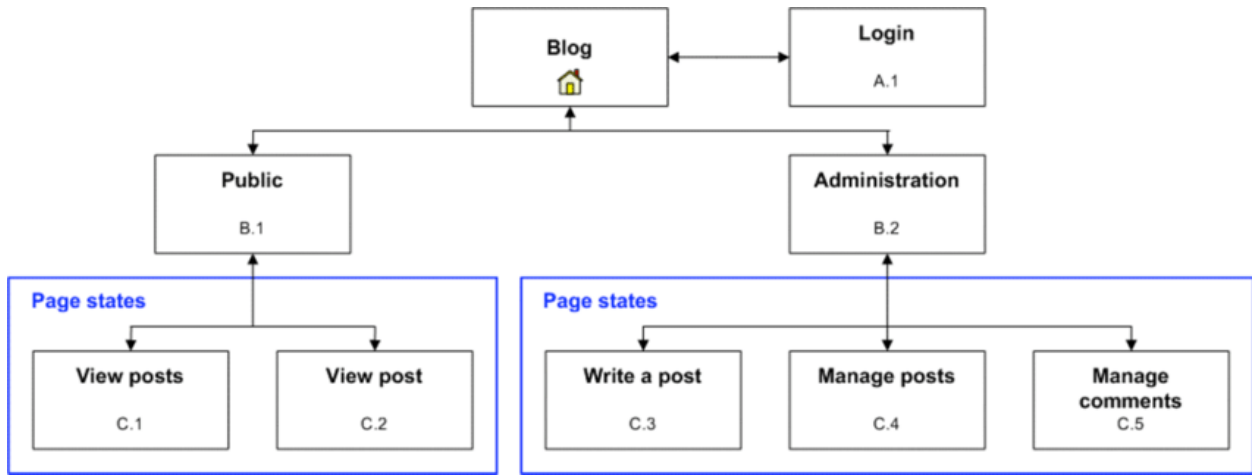 Blog
Login
A.1
Public
B.1
Administration
B.2
Page states
View posts
C.1
View post
C.2
Page states
Write a post
C.3
Manage posts
C.4
Manage
comments
C.5